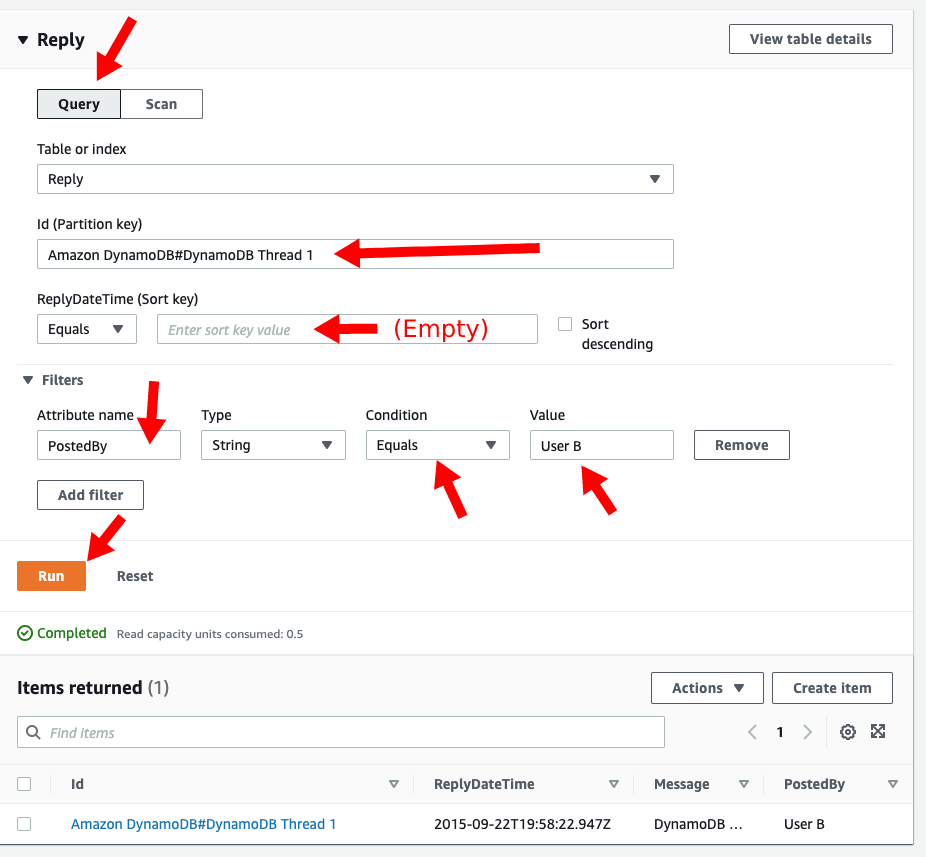 Reply
View table details
Query Scan
Table or index
Reply
Id (Partition key)
Amazon DynamoDB#DynamoDB Thread 1
ReplyDateTime (Sort key)
Equals Enter sort key value (Empty) Sort
descending
Filters
Attribute name Type Condition Value
PostedBy String Equals User B Remove
Add filter
Run Reset
Completed Read capacity units consumed: 0.5
Items returned (1) Actions Create item
Find items 1
Id ReplyDateTime Message PostedBy
Amazon DynamoDB#DynamoDB Thread 1 2015-09-22T19:58:22.947Z DynamoDB ... User B